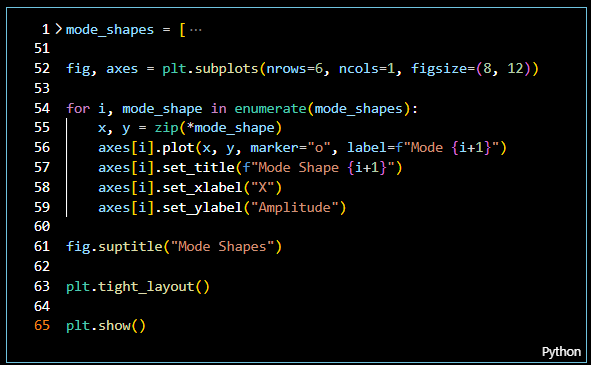 1 > mode_shapes = [ ···
51
52 fig, axes = plt.subplots(nrows=6, ncols=1, figsize=(8, 12))
53
54 for i, mode_shape in enumerate(mode_shapes):
55     x, y = zip(*mode_shape)
56     axes[i].plot(x, y, marker="o", label=f"Mode {i+1}")
57     axes[i].set_title(f"Mode Shape {i+1}")
58     axes[i].set_xlabel("X")
59     axes[i].set_ylabel("Amplitude")
60
61 fig.suptitle("Mode Shapes")
62
63 plt.tight_layout()
64
65 plt.show()
Python